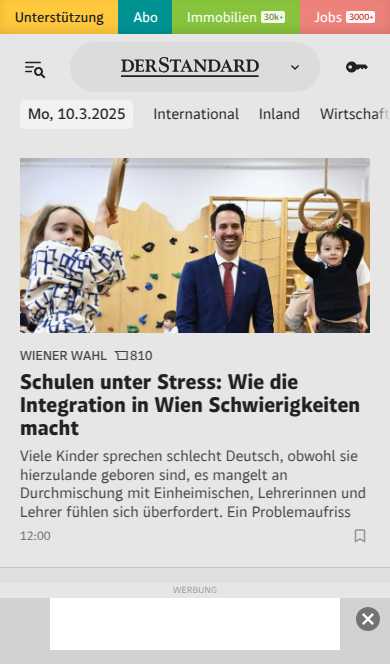 Unterstützung Abo Immobilien 30k+ Jobs 3000+
DERSTANDARD
Mo, 10.3.2025 International Inland Wirtschaft
WIENER WAHL 810
Schulen unter Stress: Wie die
Integration in Wien Schwierigkeiten
macht
Viele Kinder sprechen schlecht Deutsch, obwohl sie
hierzulande geboren sind, es mangelt an
Durchmischung mit Einheimischen, Lehrerinnen und
Lehrer fühlen sich überfordert. Ein Problemaufriss
12:00
WERBUNG